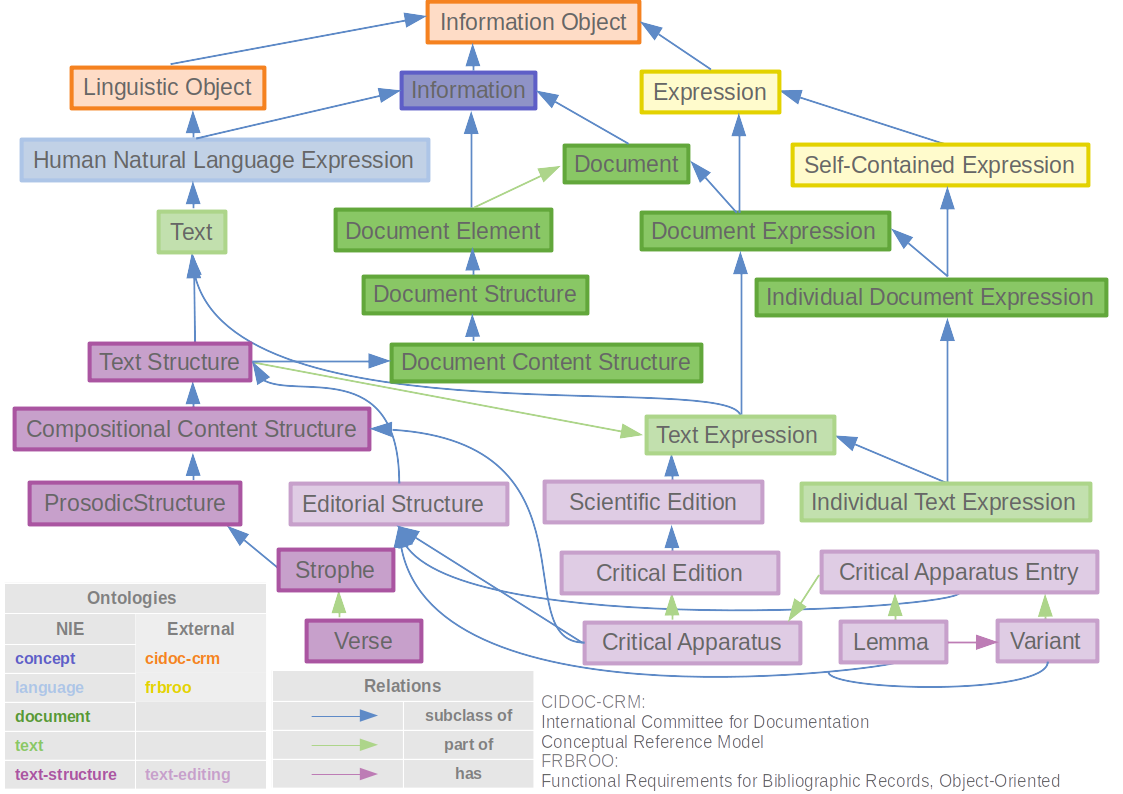 Information Object
Linguistic Object
Information
Expression
Human Natural Language Expression
Document
Self-Contained Expression
Text
Document Element
Document Expression
Document Structure
Individual Document Expression
Text Structure
Document Content Structure
Compositional Content Structure
Text Expression
ProsodicStructure
Editorial Structure
Scientific Edition
Individual Text Expression
Strophe
Critical Edition
Critical Apparatus Entry
Verse
Critical Apparatus
Lemma
Variant
Ontologies
NIE External
concept cidoc-crm
language frbroo
document
text
text-structure text-editing
Relations
subclass of
part of
has
CIDOC-CRM:
International Committee for Documentation
Conceptual Reference Model
FRBROO:
Functional Requirements for Bibliographic Records, Object-Oriented